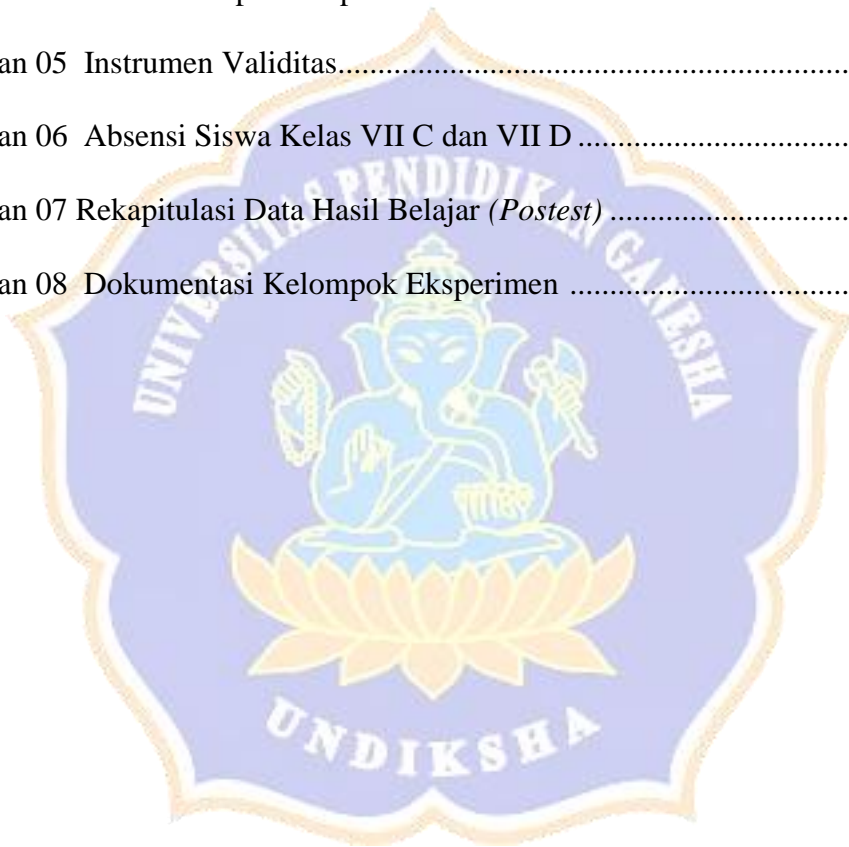 an 05 Instrumen Validitas..................................................................
an 06 Absensi Siswa Kelas VII C dan VII D ...................................
an 07 Rekapitulasi Data Hasil Belajar (Postest) ...............................
an 08 Dokumentasi Kelompok Eksperimen ....................................
UNIVERSITAS PENDIDIKAN GANESHA
UNDIKSHA